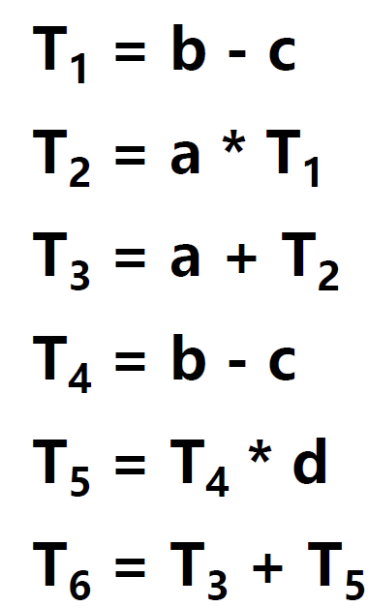 T₁ = b - c
T₂ = a * T₁
T₃ = a + T₂
T₄ = b - c
T₅ = T₄ * d
T₆ = T₃ + T₅